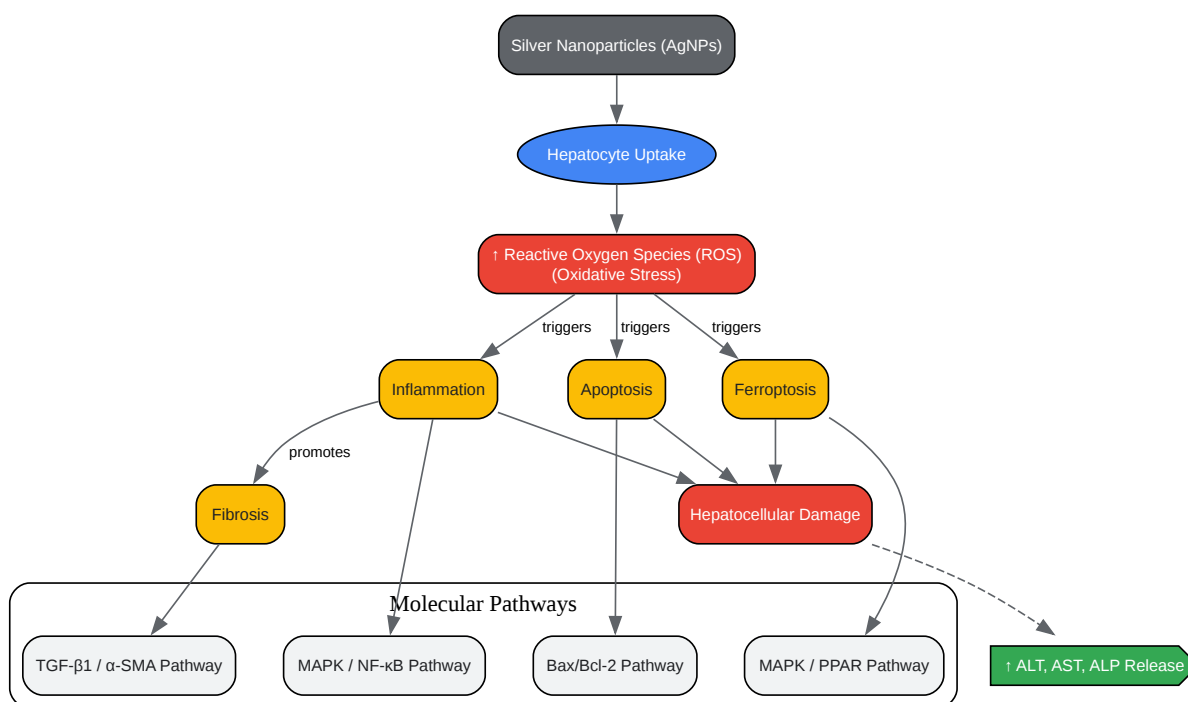 Silver Nanoparticles (AgNPs)
Hepatocyte Uptake
↑ Reactive Oxygen Species (ROS)
(Oxidative Stress)
triggers
triggers
triggers
Inflammation
Apoptosis
Ferroptosis
promotes
Fibrosis
Hepatocellular Damage
Molecular Pathways
TGF-β1 / α-SMA Pathway
MAPK / NF-κB Pathway
Bax/Bcl-2 Pathway
MAPK / PPAR Pathway
↑ ALT, AST, ALP Release